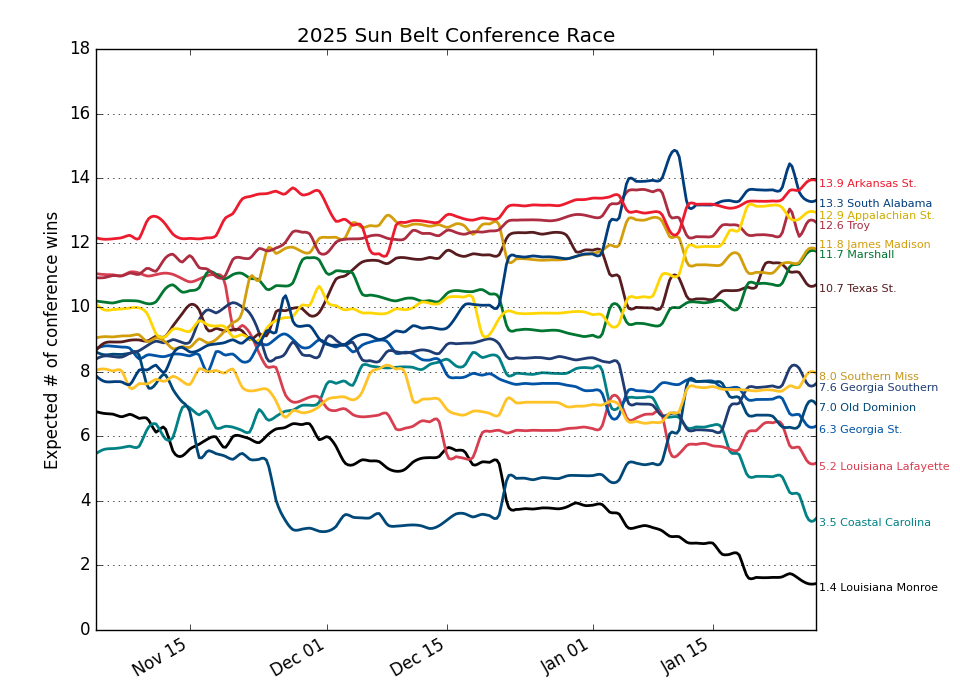 2025 Sun Belt Conference Race
Expected # of conference wins
18
16
14
12
10
8
6
4
2
0
Nov 15
Dec 01
Dec 15
Jan 01
Jan 15
13.9 Arkansas St.
13.3 South Alabama
12.9 Appalachian St.
12.6 Troy
11.8 James Madison
11.7 Marshall
10.7 Texas St.
8.0 Southern Miss
7.6 Georgia Southern
7.0 Old Dominion
6.3 Georgia St.
5.2 Louisiana Lafayette
3.5 Coastal Carolina
1.4 Louisiana Monroe